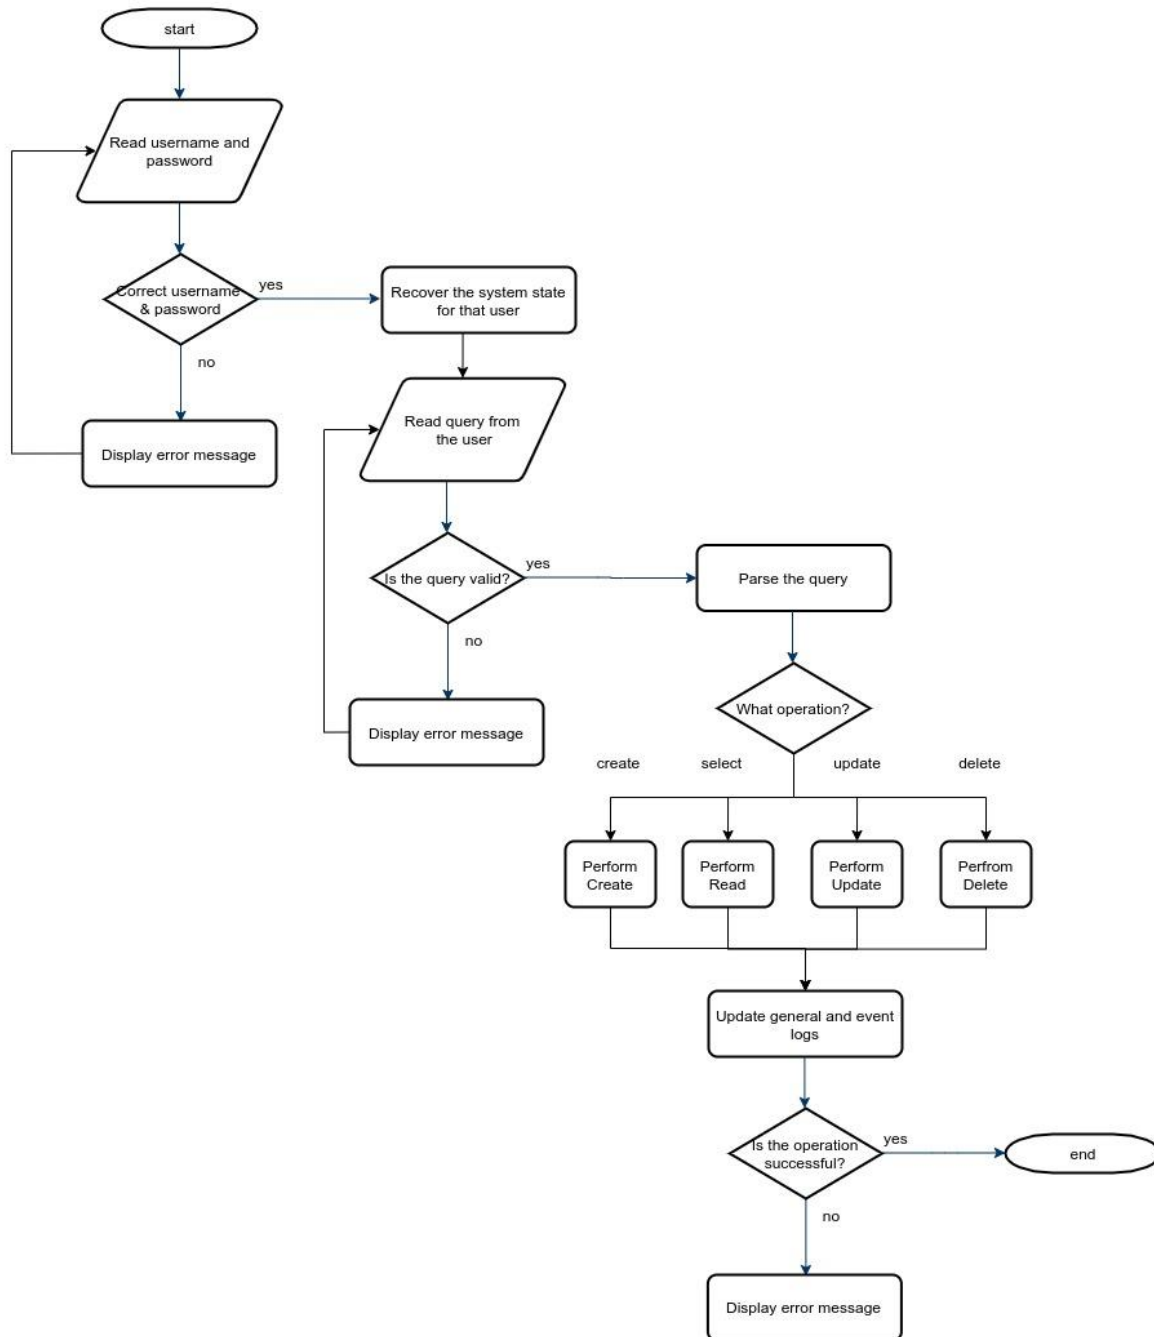 start
Read username and
password
Correct username
& password
yes
Recover the system state
for that user
no
Display error message
Read query from
the user
Is the query valid?
yes
Parse the query
no
Display error message
What operation?
create
select
update
delete
Perform
Create
Perform
Read
Perform
Update
Perfrom
Delete
Update general and event
logs
Is the operation
successful?
yes
end
no
Display error message